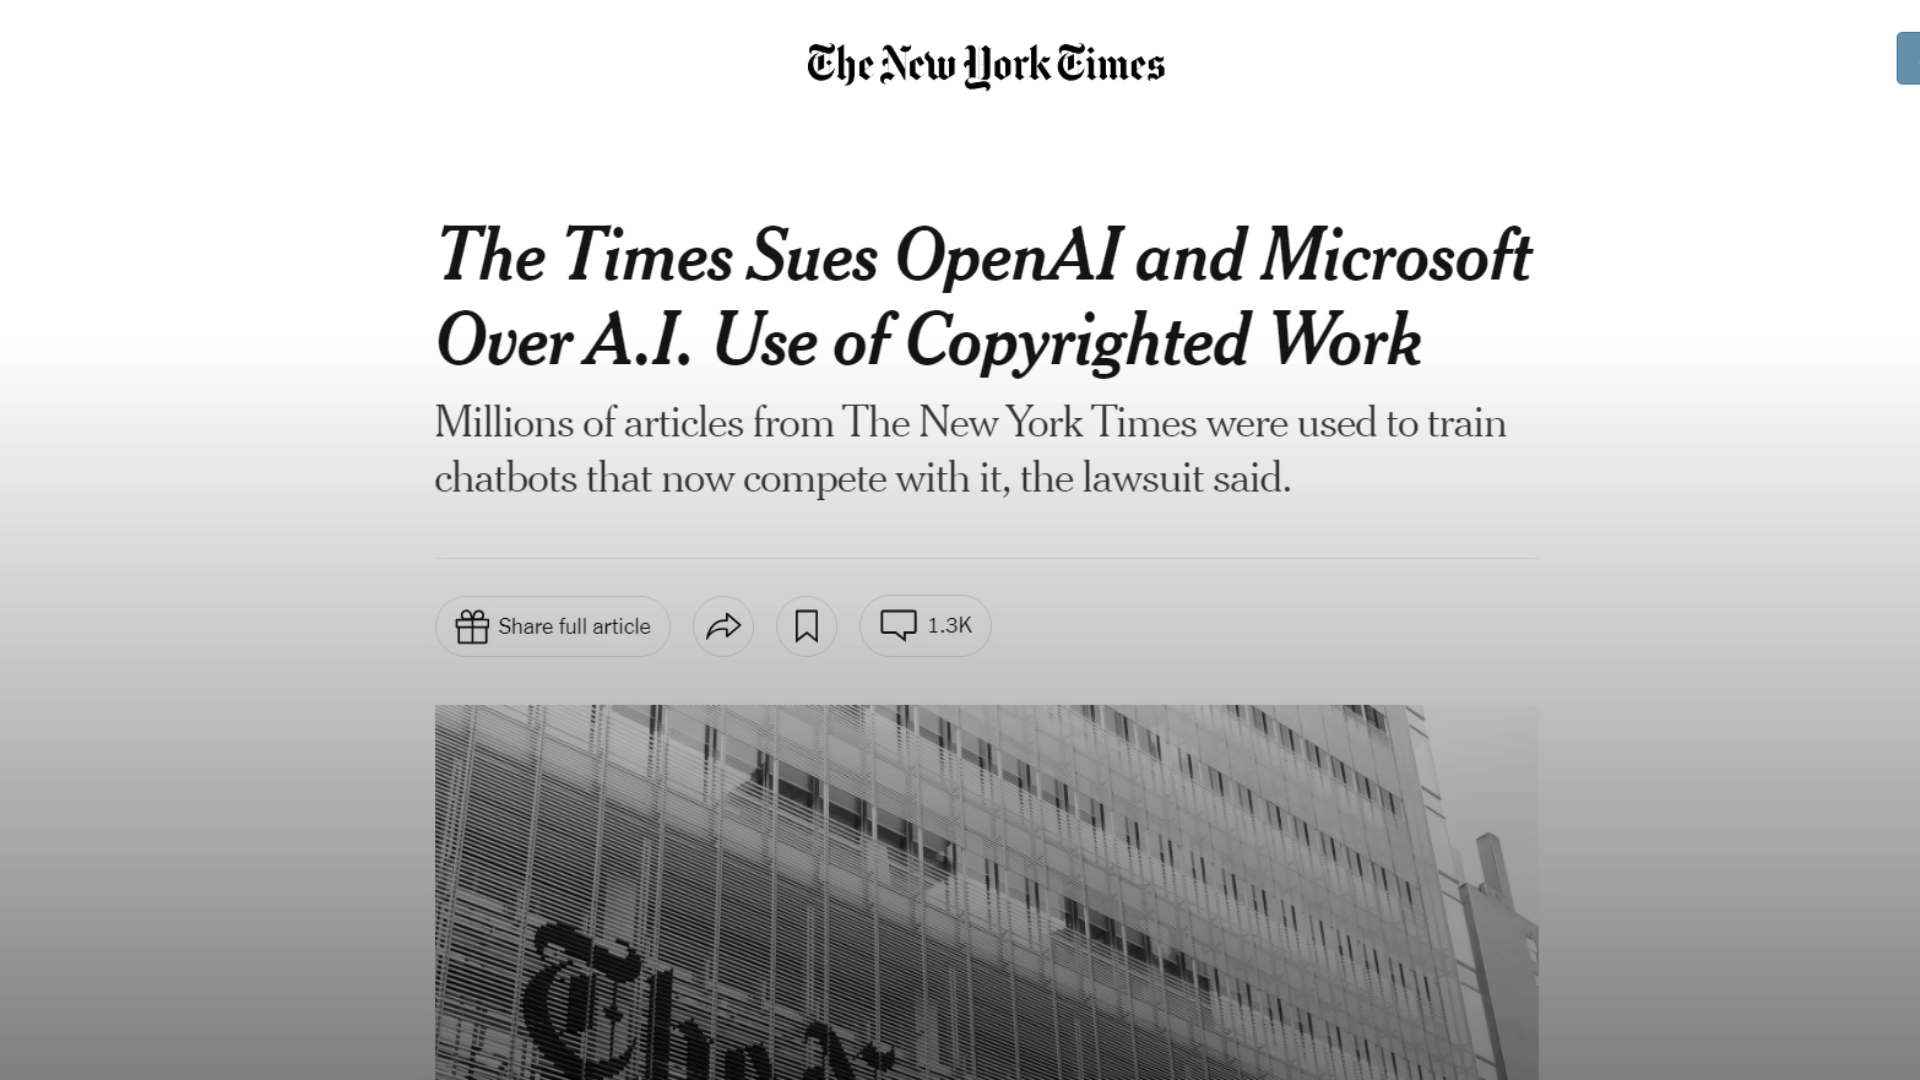 The New York Times
The Times Sues OpenAI and Microsoft
Over A.I. Use of Copyrighted Work
Millions of articles from The New York Times were used to train
chatbots that now compete with it, the lawsuit said.
Share full article
1.3K
The